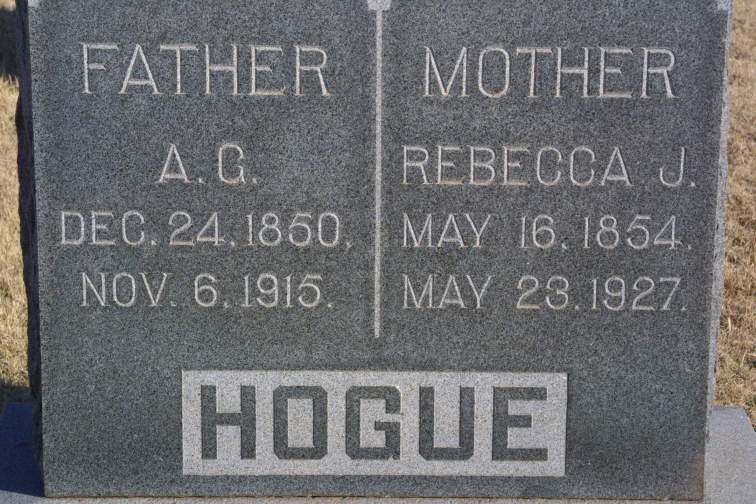 FATHER
A. G.
DEC. 24. 1850.
NOV. 6. 1915.
MOTHER
REBECCA J.
MAY 16. 1854.
MAY 23. 1927.
HOGUE